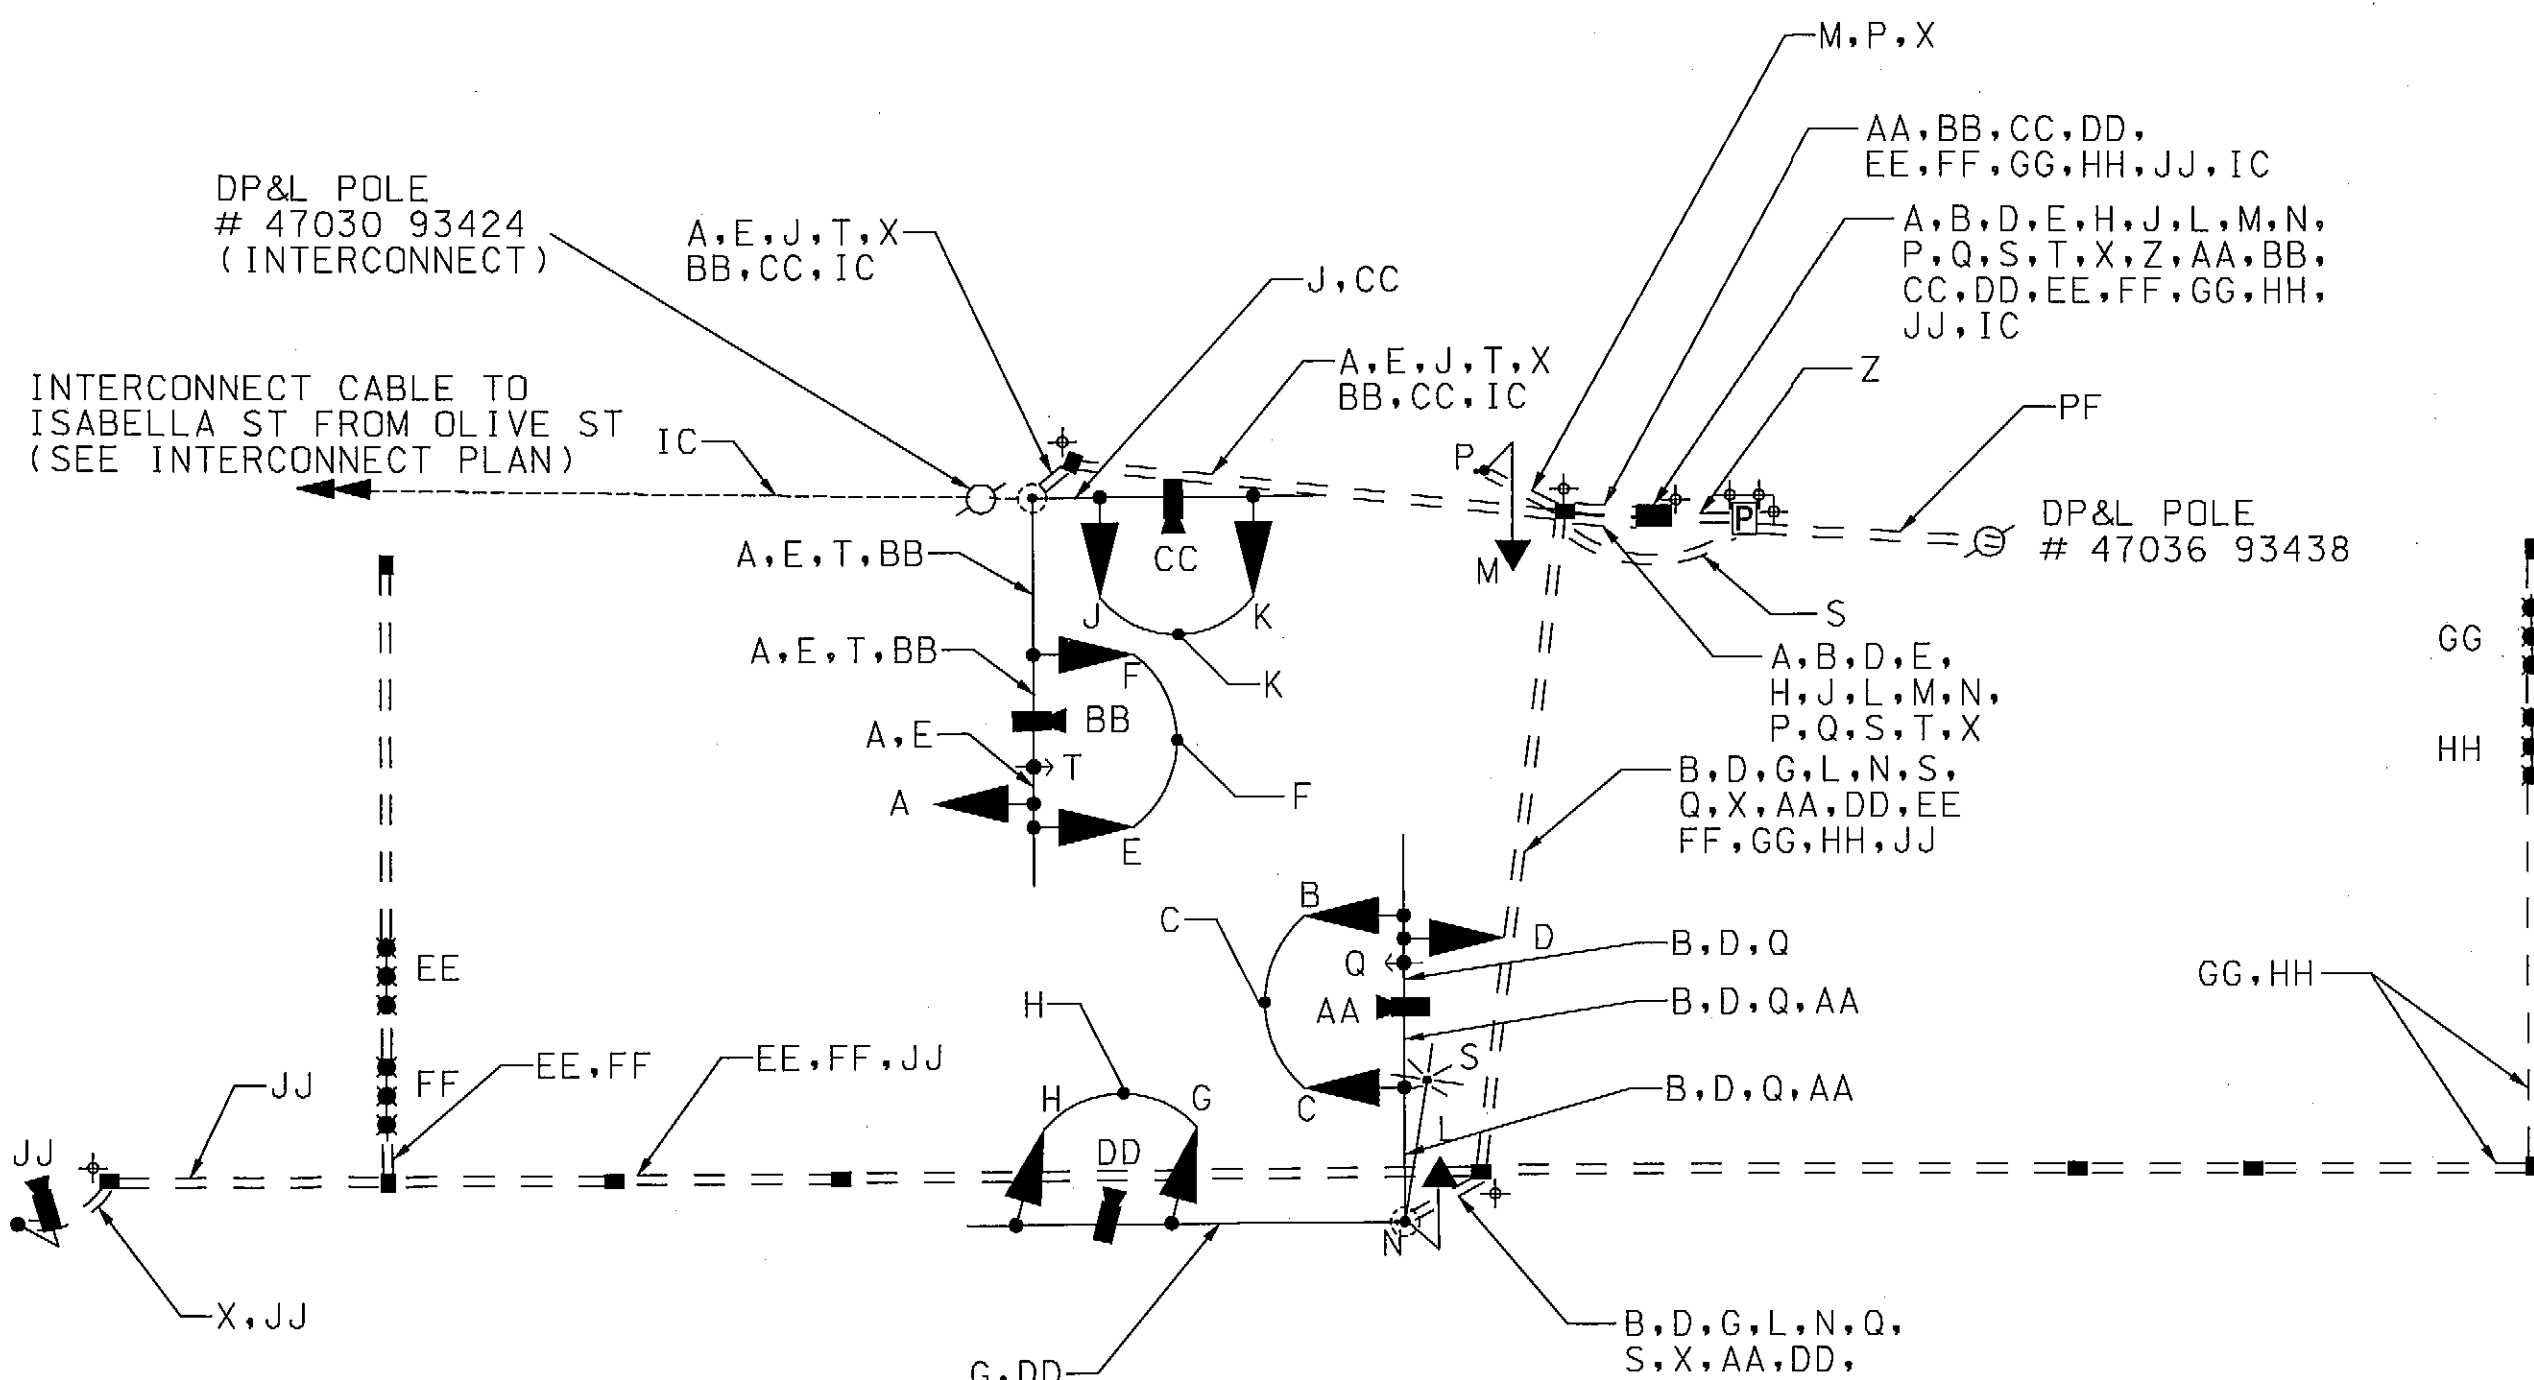 M,P,X
AA,BB,CC,DD,
EE,FF,GG,HH,JJ,IC
DP&L POLE
# 47030 93424
(INTERCONNECT)
A,E,J,T,X
BB,CC,IC
A,B,D,E,H,J,L,M,N,
P,Q,S,T,X,Z,AA,BB,
CC,DD,EE,FF,GG,HH,
JJ,IC
J,CC
A,E,J,T,X
BB,CC,IC
Z
PF
INTERCONNECT CABLE TO
ISABELLA ST FROM OLIVE ST
(SEE INTERCONNECT PLAN)
IC
P
P
DP&L POLE
# 47036 93438
A,E,T,BB
CC
M
J
K
S
GG
A,E,T,BB
F
K
A,B,D,E,
H,J,L,M,N,
P,Q,S,T,X
BB
A,E
T
HH
A
F
E
B,D,G,L,N,S,
Q,X,AA,DD,EE
FF,GG,HH,JJ
B
C
D
B,D,Q
Q
EE
GG,HH
H
AA
B,D,Q,AA
EE,FF
EE,FF,JJ
S
JJ
FF
H
G
C
B,D,Q,AA
L
JJ
DD
N
X,JJ
B,D,G,L,N,Q,
S,X,AA,DD,
G,DD